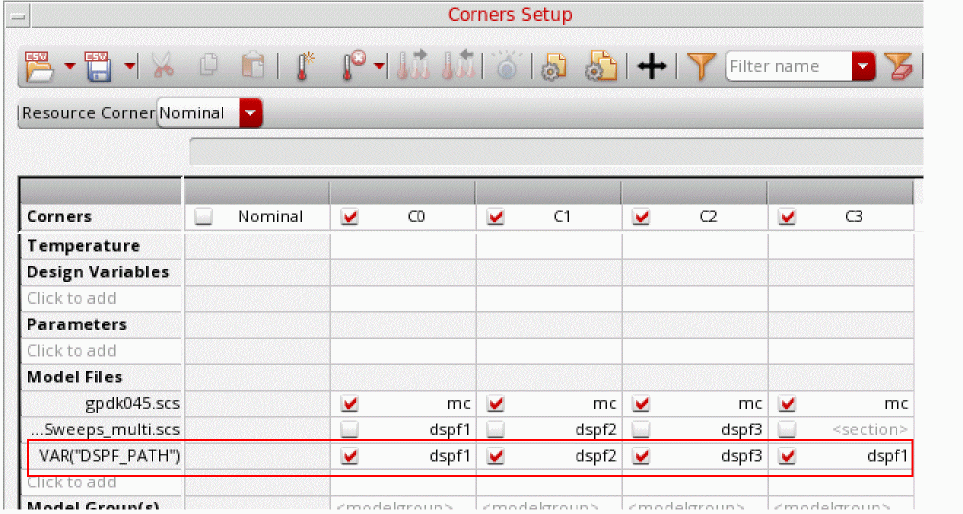 Corners Setup
CSV CSV Filter name
Resource Corner Nominal
Corners Nominal C0 C1 C2 C3
Temperature
Design Variables
Click to add
Parameters
Click to add
Model Files
gpdk045.scs mc mc mc mc
...Sweeps_multi.scs dspf1 dspf2 dspf3 <section>
VAR("DSPF_PATH") dspf1 dspf2 dspf3 dspf1
Click to add
Model Group(s) <modelgroup> <modelgroup> <modelgroup> <modelgroup>